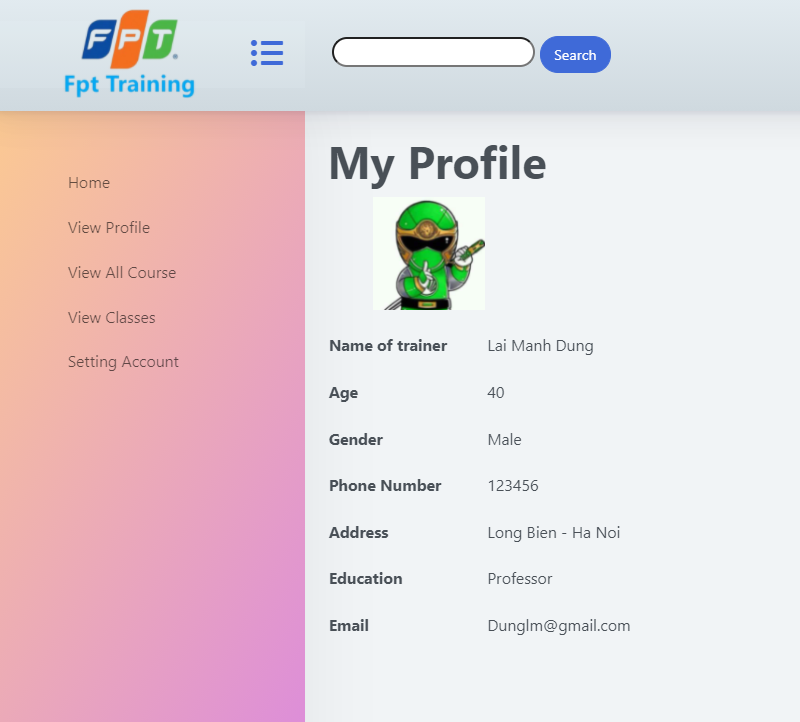 FPT
Fpt Training
Search
Home
View Profile
View All Course
View Classes
Setting Account
My Profile
Name of trainer Lai Manh Dung
Age 40
Gender Male
Phone Number 123456
Address Long Bien - Ha Noi
Education Professor
Email Dunglm@gmail.com